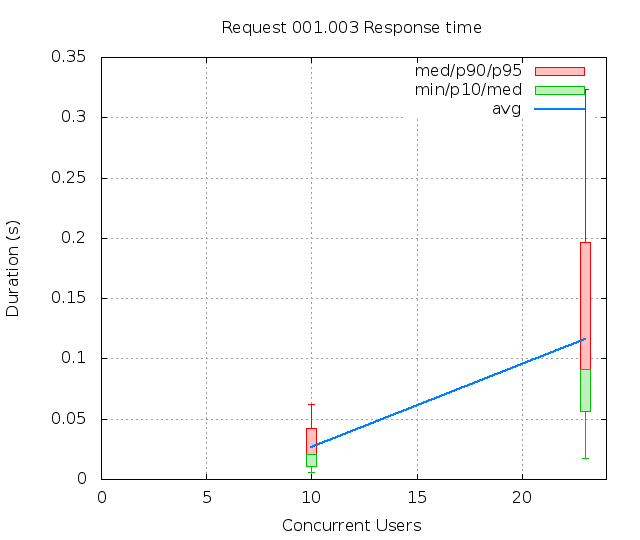 Request 001.003 Response time
med/p90/p95
min/p10/med
avg
0.35
0.3
0.25
0.2
0.15
0.1
0.05
0
Duration (s)
0 5 10 15 20
Concurrent Users